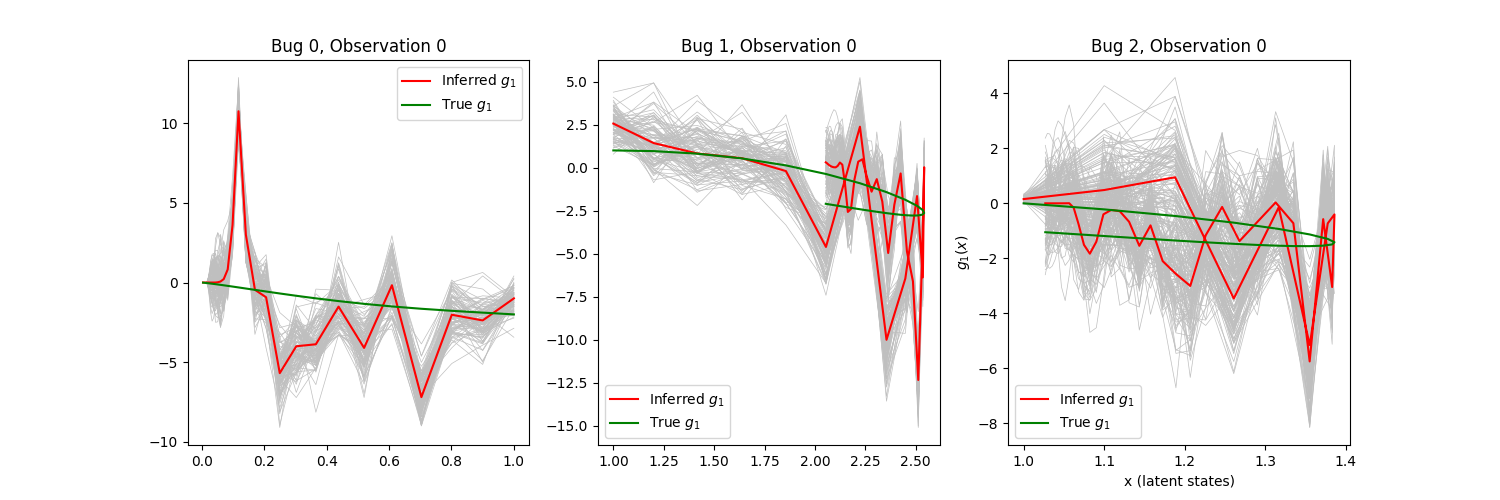 Bug 0, Observation 0
Inferred g₁
True g₁
10
5
0
−5
−10
0.0 0.2 0.4 0.6 0.8 1.0
Bug 1, Observation 0
5.0
2.5
0.0
−2.5
−5.0
−7.5
−10.0
−12.5
−15.0
Inferred g₁
True g₁
1.00 1.25 1.50 1.75 2.00 2.25 2.50
Bug 2, Observation 0
g₁(x)
4
2
0
−2
−4
−6
−8
Inferred g₁
True g₁
1.0 1.1 1.2 1.3 1.4
x (latent states)